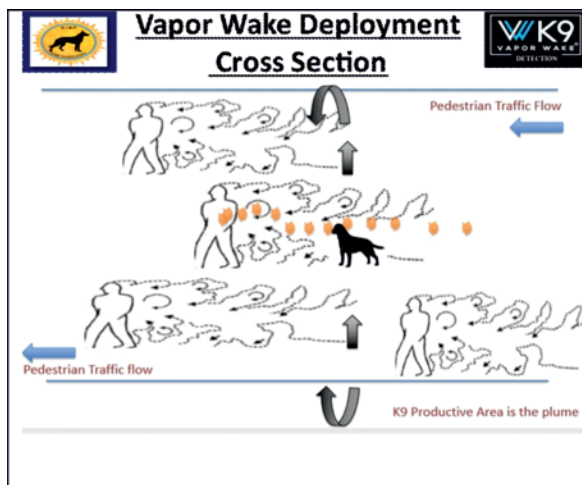 Vapor Wake Deployment
Cross Section
K9
VAPOR WAKE®
DETECTION
Pedestrian Traffic Flow
Pedestrian Traffic flow
K9 Productive Area is the plume